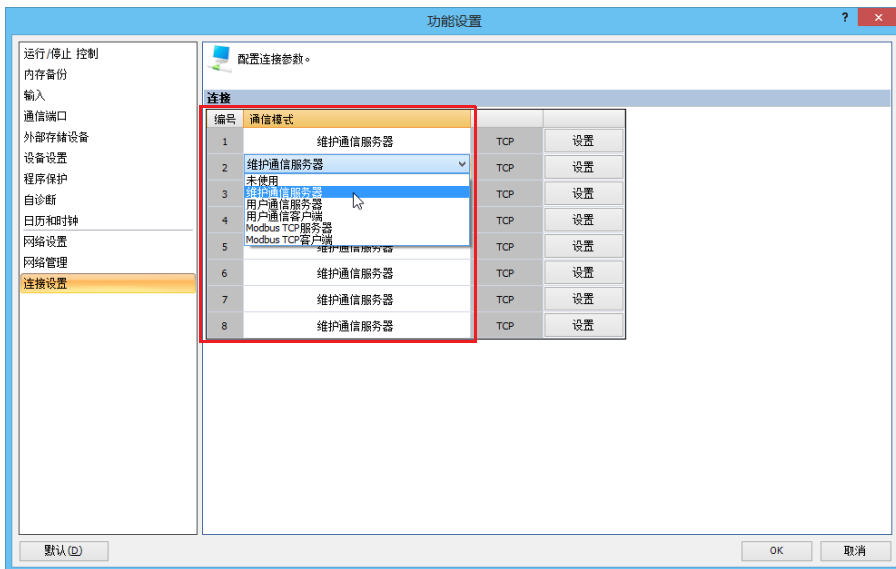 功能设置
? ×
运行/停止 控制
内存备份
输入
通信端口
外部存储设备
设备设置
程序保护
自诊断
日历和时钟
网络设置
网络管理
连接设置
配置连接参数。
连接
编号 通信模式
1 维护通信服务器 TCP 设置
2 维护通信服务器 TCP 设置
未使用
维护通信服务器
用户通信服务器
用户通信客户端
Modbus TCP服务器
Modbus TCP客户端
3 TCP 设置
4 TCP 设置
5 维护通信服务器 TCP 设置
6 维护通信服务器 TCP 设置
7 维护通信服务器 TCP 设置
8 维护通信服务器 TCP 设置
默认(D) OK 取消